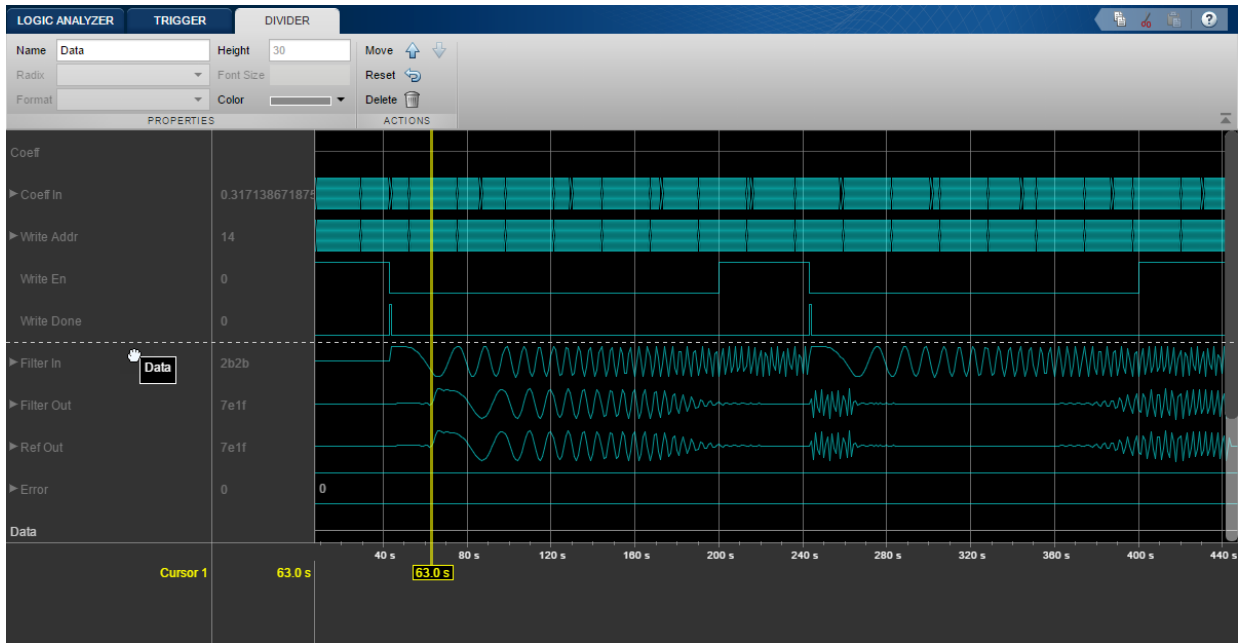 LOGIC ANALYZER TRIGGER DIVIDER
Name Data Height 30 Move
Radix Font Size Reset
Format Color Delete
PROPERTIES ACTIONS
Coeff
Coeff In 0.317138671875
Write Addr 14
Write En 0
Write Done 0
Filter In Data 2b2b
Filter Out 7e1f
Ref Out 7e1f
Error 0 0
Data
40 s 80 s 120 s 160 s 200 s 240 s 280 s 320 s 360 s 400 s 440 s
Cursor 1 63.0 s 63.0 s